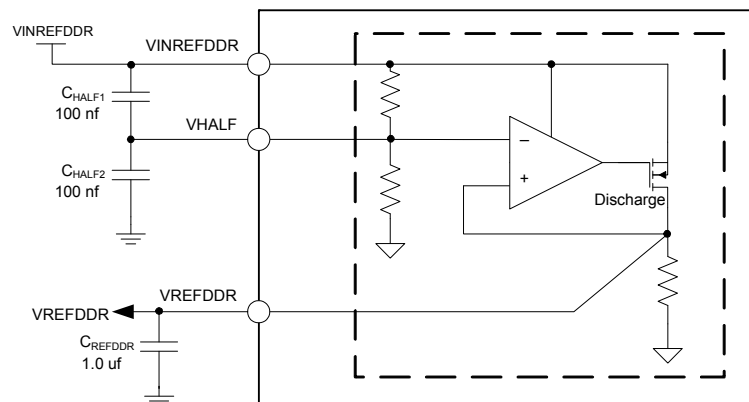 VINREFDDR
VINREFDDR
CHALF1
100 nf
VHALF
CHALF2
100 nf
−
+
Discharge
VREFDDR
VREFDDR
CREFDDR
1.0 uf